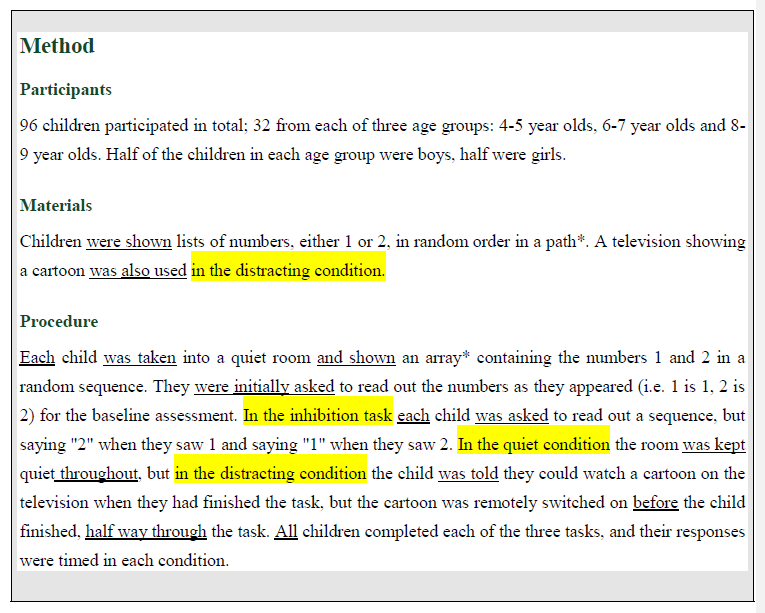 Method
Participants
96 children participated in total; 32 from each of three age groups: 4-5 year olds, 6-7 year olds and 8-
9 year olds. Half of the children in each age group were boys, half were girls.
Materials
Children were shown lists of numbers, either 1 or 2, in random order in a path*. A television showing
a cartoon was also used in the distracting condition.
Procedure
Each child was taken into a quiet room and shown an array* containing the numbers 1 and 2 in a
random sequence. They were initially asked to read out the numbers as they appeared (i.e. 1 is 1, 2 is
2) for the baseline assessment. In the inhibition task each child was asked to read out a sequence, but
saying "2" when they saw 1 and saying "1" when they saw 2. In the quiet condition the room was kept
quiet throughout, but in the distracting condition the child was told they could watch a cartoon on the
television when they had finished the task, but the cartoon was remotely switched on before the child
finished, half way through the task. All children completed each of the three tasks, and their responses
were timed in each condition.